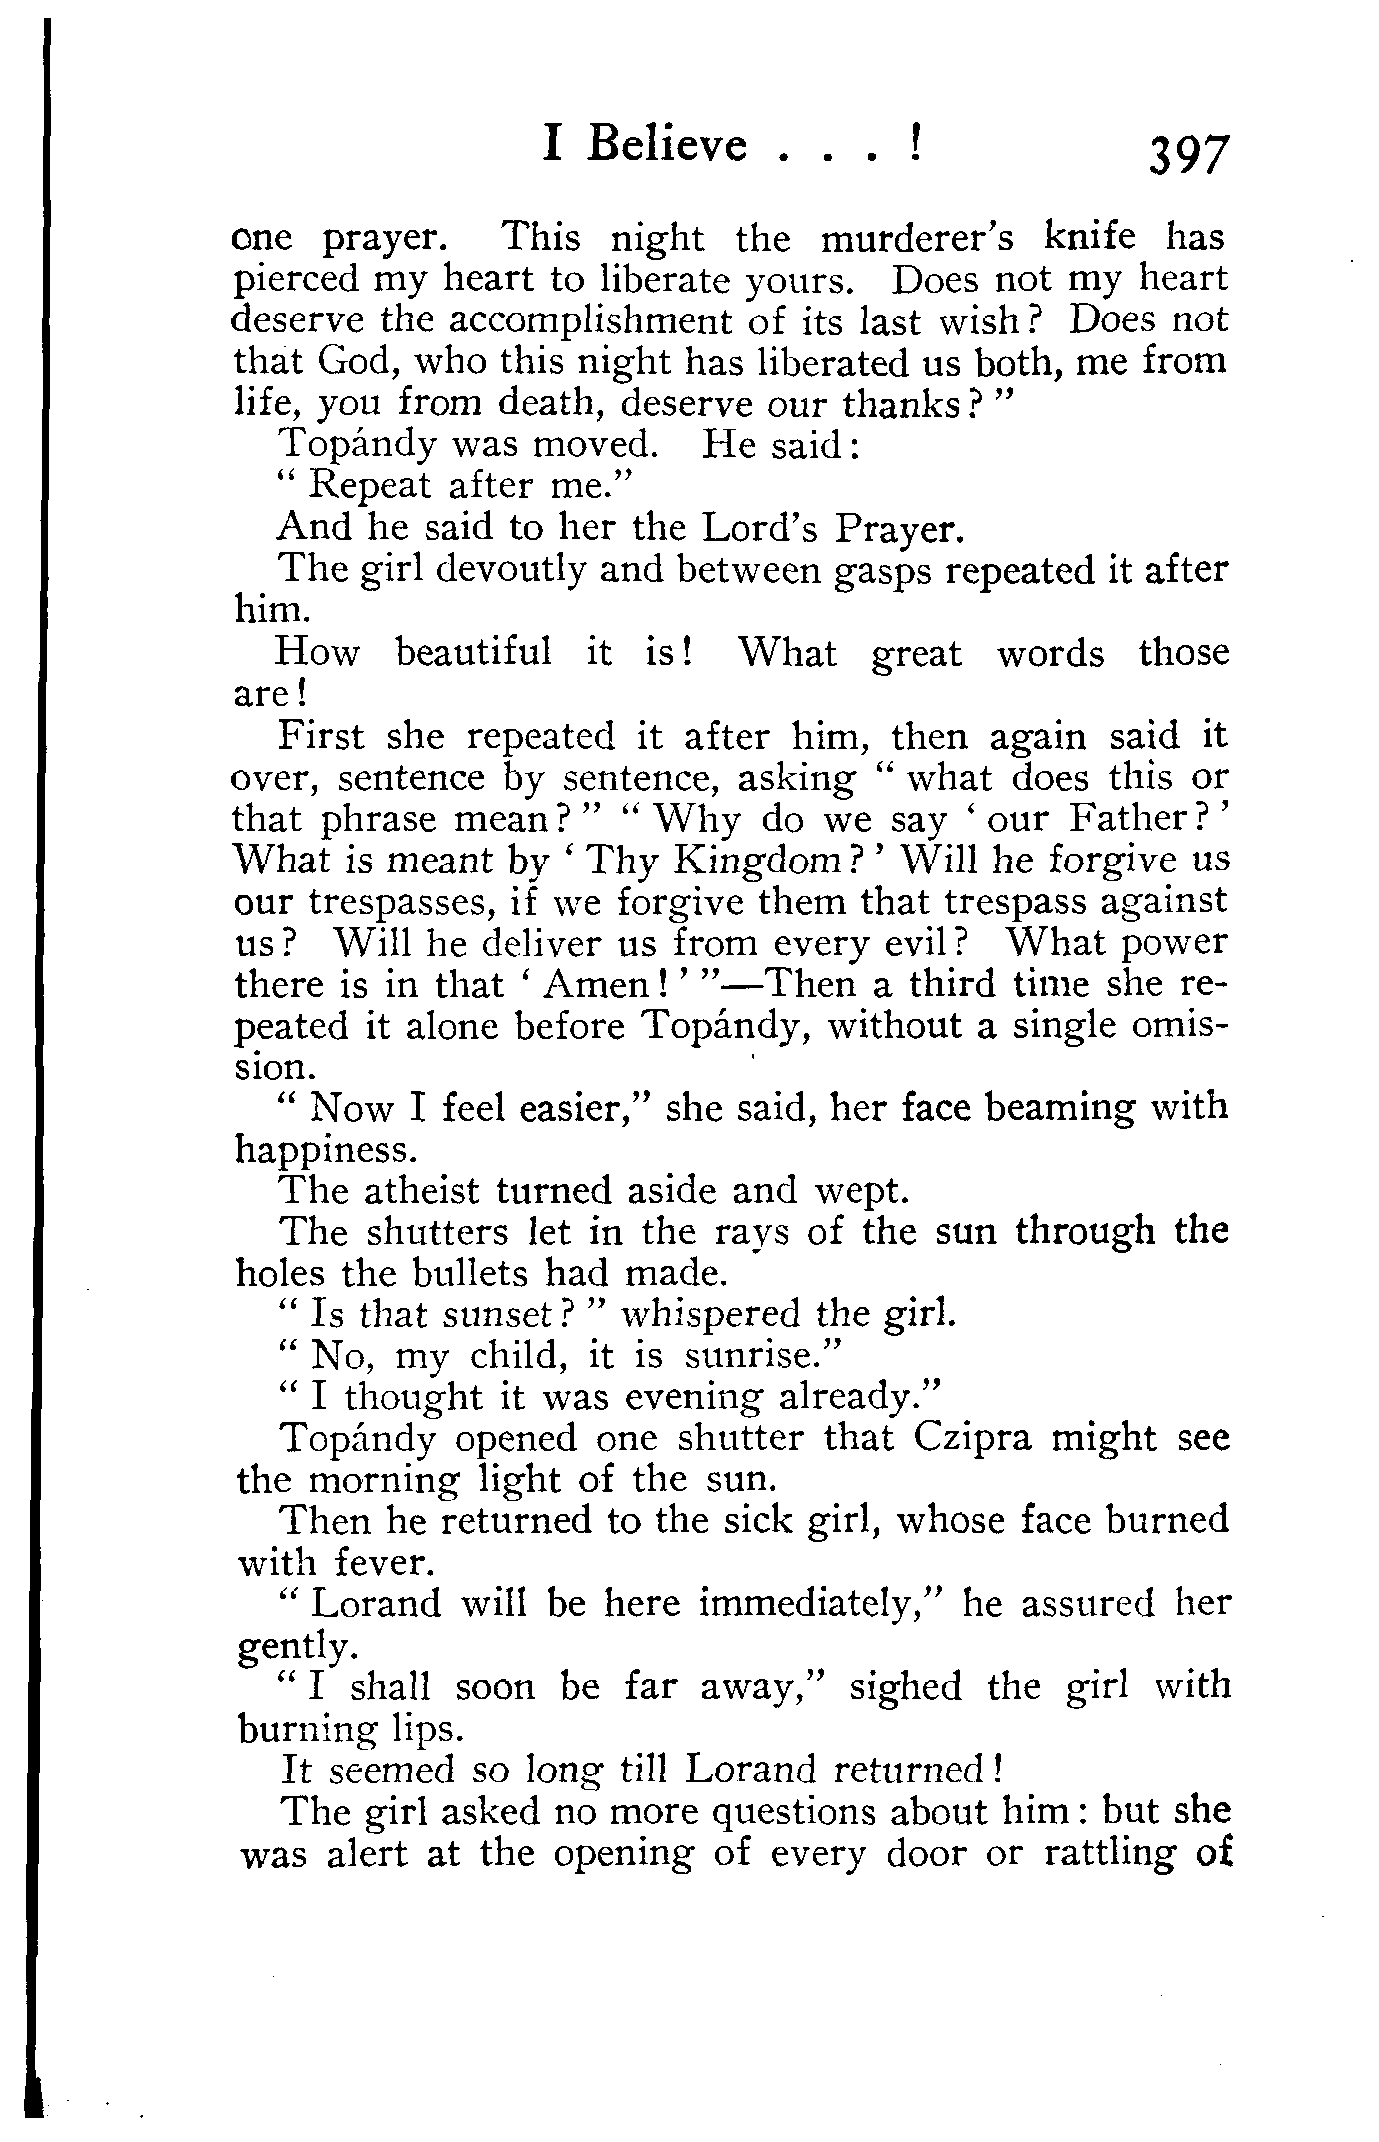 I Believe . . . ! 397
one prayer. This night the murderer's knife has
pierced my heart to liberate yours. Does not my heart
deserve the accomplishment of its last wish? Does not
that God, who this night has liberated us both, me from
life, you from death, deserve our thanks? "
Topándy was moved. He said:
" Repeat after me."
And he said to her the Lord's Prayer.
The girl devoutly and between gasps repeated it after
him.
How beautiful it is! What great words those
are!
First she repeated it after him, then again said it
over, sentence by sentence, asking " what does this or
that phrase mean? " " Why do we say ' our Father? '
What is meant by ' Thy Kingdom? ' Will he forgive us
our trespasses, if we forgive them that trespass against
us? Will he deliver us from every evil? What power
there is in that ' Amen! ' "—Then a third time she re-
peated it alone before Topándy, without a single omis-
sion.
" Now I feel easier," she said, her face beaming with
happiness.
The atheist turned aside and wept.
The shutters let in the rays of the sun through the
holes the bullets had made.
" Is that sunset? " whispered the girl.
" No, my child, it is sunrise."
" I thought it was evening already."
Topándy opened one shutter that Czipra might see
the morning light of the sun.
Then he returned to the sick girl, whose face burned
with fever.
" Lorand will be here immediately," he assured her
gently.
" I shall soon be far away," sighed the girl with
burning lips.
It seemed so long till Lorand returned!
The girl asked no more questions about him: but she
was alert at the opening of every door or rattling of